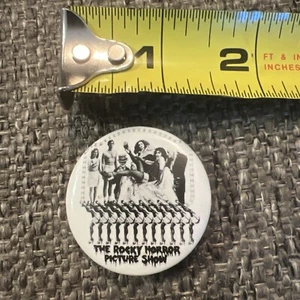 1 2 FT & IN
INCHES
THE ROCKY HORROR
PICTURE SHOW